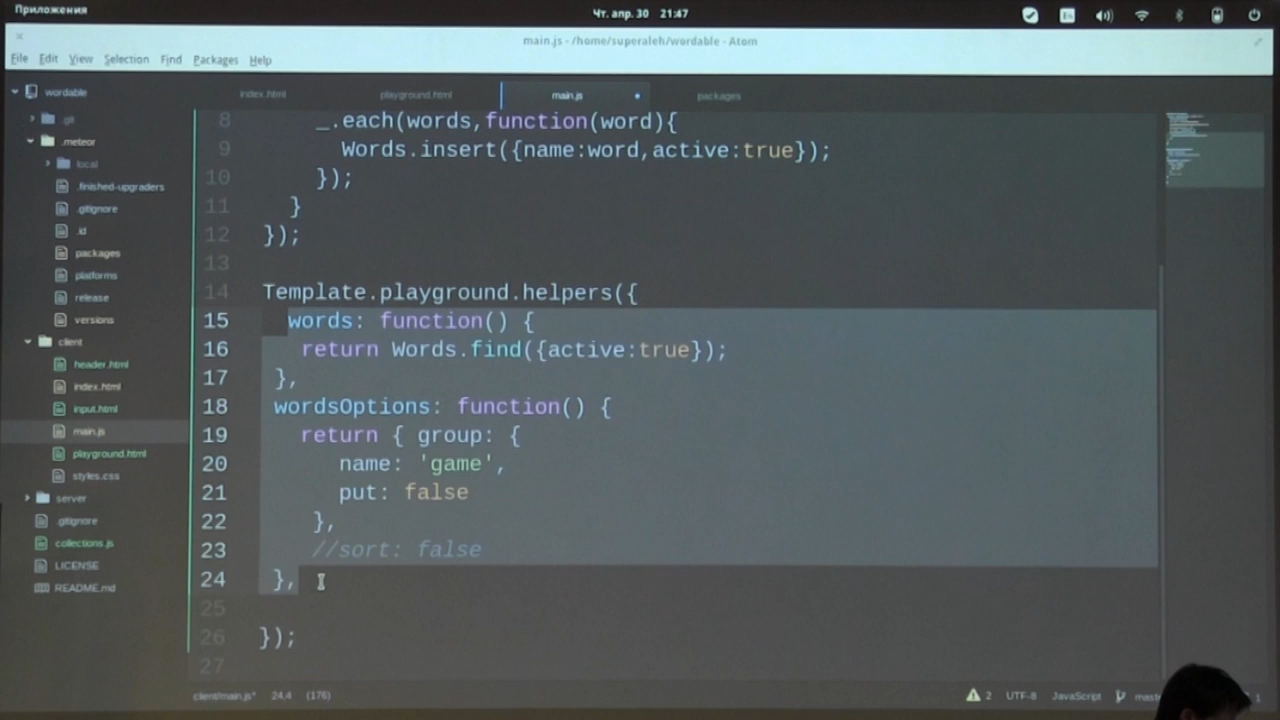 Приложения
Чт. апр. 30 21:47
En
main.js - /home/superaleh/wordable - Atom
File Edit View Selection Find Packages Help
wordable
.git
.meteor
local
.finished-upgraders
.gitignore
.id
packages
platforms
release
versions
client
header.html
index.html
input.html
main.js
playground.html
styles.css
server
.gitignore
collections.js
LICENSE
README.md
index.html playground.html main.js packages
8 _.each(words,function(word){
9 Words.insert({name:word,active:true});
10 });
11 }
12 });
13
14 Template.playground.helpers({
15 words: function() {
16 return Words.find({active:true});
17 },
18 wordsOptions: function() {
19 return { group: {
20 name: 'game',
21 put: false
22 },
23 //sort: false
24 },
25
26 });
27
client/main.js* 24,4 (176)
2 UTF-8 JavaScript
1